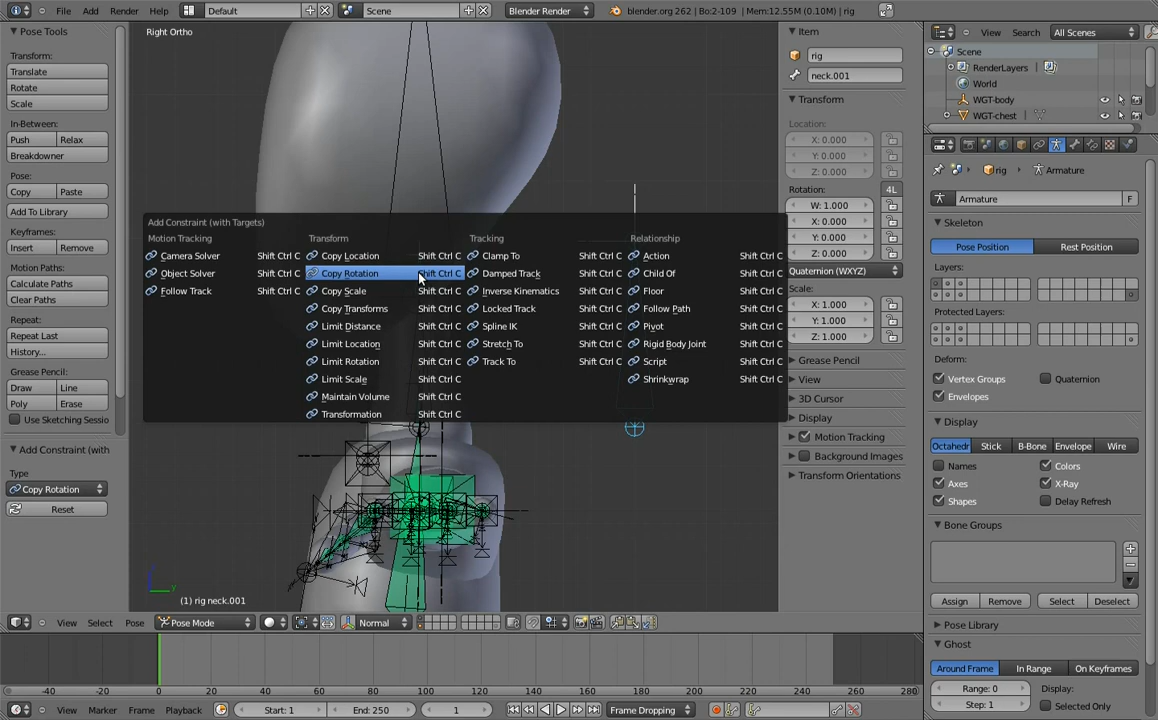 File Add Render Help Default Scene Blender Render blender.org 262 | Bo:2-109 | Mem:12.55M (0.10M) | rig
Pose Tools
Transform:
Translate
Rotate
Scale
In-Between:
Push Relax
Breakdowner
Pose:
Copy Paste
Add To Library
Keyframes:
Insert Remove
Motion Paths:
Calculate Paths
Clear Paths
Repeat:
Repeat Last
History...
Grease Pencil:
Draw Line
Poly Erase
Use Sketching Sessio
Add Constraint (with
Type
Copy Rotation
Reset
Right Ortho
Add Constraint (with Targets)
Motion Tracking
Camera Solver Shift Ctrl C
Object Solver Shift Ctrl C
Follow Track Shift Ctrl C
Transform
Copy Location Shift Ctrl C
Copy Rotation Shift Ctrl C
Copy Scale Shift Ctrl C
Copy Transforms Shift Ctrl C
Limit Distance Shift Ctrl C
Limit Location Shift Ctrl C
Limit Rotation Shift Ctrl C
Limit Scale Shift Ctrl C
Maintain Volume Shift Ctrl C
Transformation Shift Ctrl C
Tracking
Clamp To Shift Ctrl C
Damped Track Shift Ctrl C
Inverse Kinematics Shift Ctrl C
Locked Track Shift Ctrl C
Spline IK Shift Ctrl C
Stretch To Shift Ctrl C
Track To Shift Ctrl C
Relationship
Action Shift Ctrl C
Child Of Shift Ctrl C
Floor Shift Ctrl C
Follow Path Shift Ctrl C
Pivot Shift Ctrl C
Rigid Body Joint Shift Ctrl C
Script Shift Ctrl C
Shrinkwrap Shift Ctrl C
y
(1) rig neck.001
View Select Pose Pose Mode Normal
Item
rig
neck.001
Transform
Location:
X: 0.000
Y: 0.000
Z: 0.000
Rotation: 4L
W: 1.000
X: 0.000
Y: 0.000
Z: 0.000
Quaternion (WXYZ)
Scale:
X: 1.000
Y: 1.000
Z: 1.000
Grease Pencil
View
3D Cursor
Display
Motion Tracking
Background Images
Transform Orientations
View Search All Scenes
Scene
RenderLayers
World
WGT-body
WGT-chest
rig Armature
Armature F
Skeleton
Pose Position Rest Position
Layers:
Protected Layers:
Deform:
Vertex Groups Quaternion
Envelopes
Display
Octahedr Stick B-Bone Envelope Wire
Names Colors
Axes X-Ray
Shapes Delay Refresh
Bone Groups
Assign Remove Select Deselect
Pose Library
Ghost
Around Frame In Range On Keyframes
Range: 0 Display:
Step: 1 Selected Only
-40 -20 0 20 40 60 80 100 120 140 160 180 200 220 240 260 280
View Marker Frame Playback Start: 1 End: 250 1 Frame Dropping